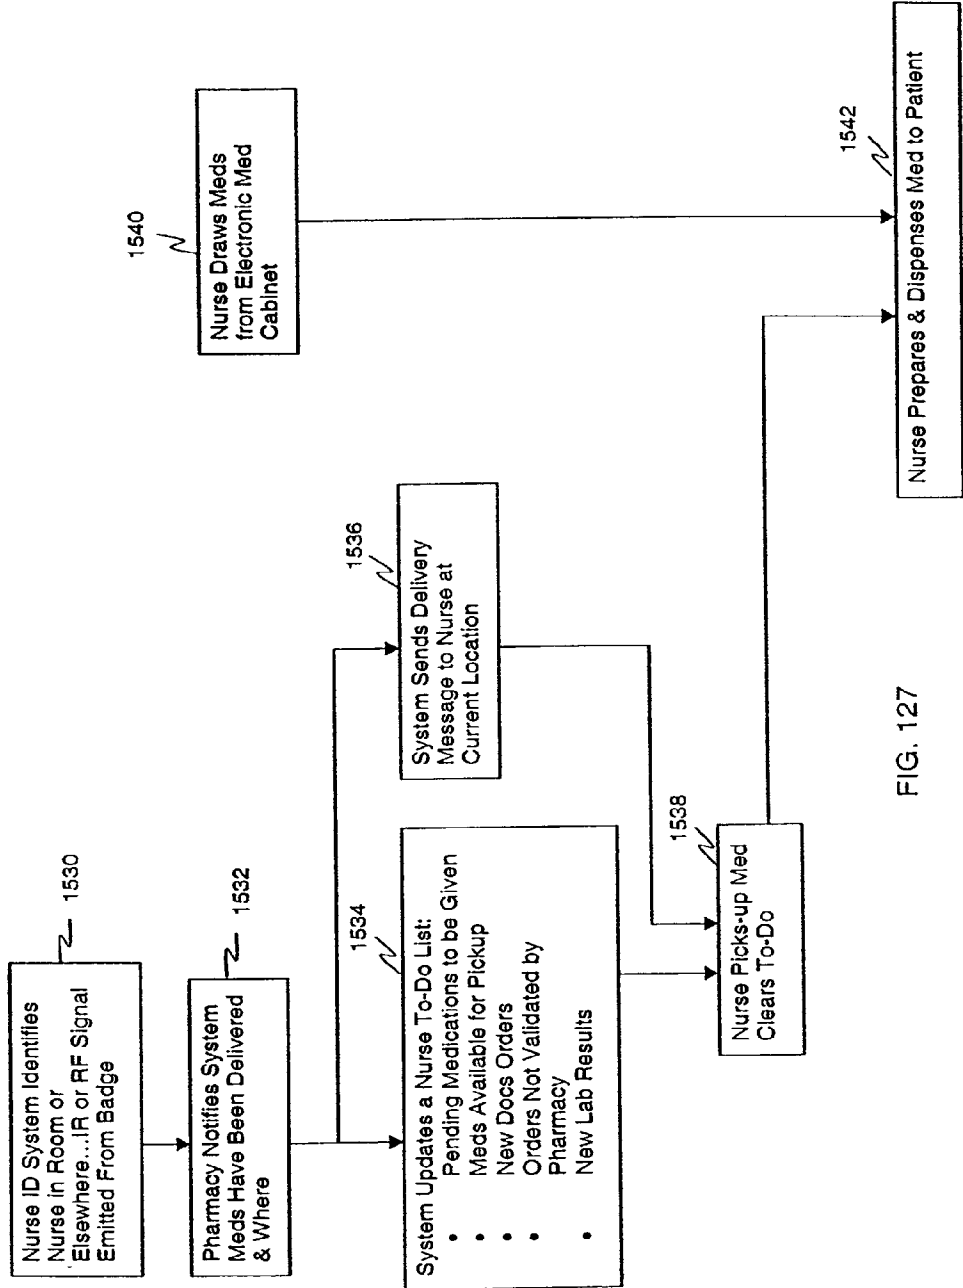 1530
Nurse ID System Identifies
Nurse in Room or
Elsewhere...IR or RF Signal
Emitted From Badge
1532
Pharmacy Notifies System
Meds Have Been Delivered
& Where
1534
System Updates a Nurse To-Do List:
• Pending Medications to be Given
• Meds Available for Pickup
• New Docs Orders
• Orders Not Validated by
Pharmacy
• New Lab Results
1536
System Sends Delivery
Message to Nurse at
Current Location
1538
Nurse Picks-up Med
Clears To-Do
1540
Nurse Draws Meds
from Electronic Med
Cabinet
1542
Nurse Prepares & Dispenses Med to Patient
FIG. 127